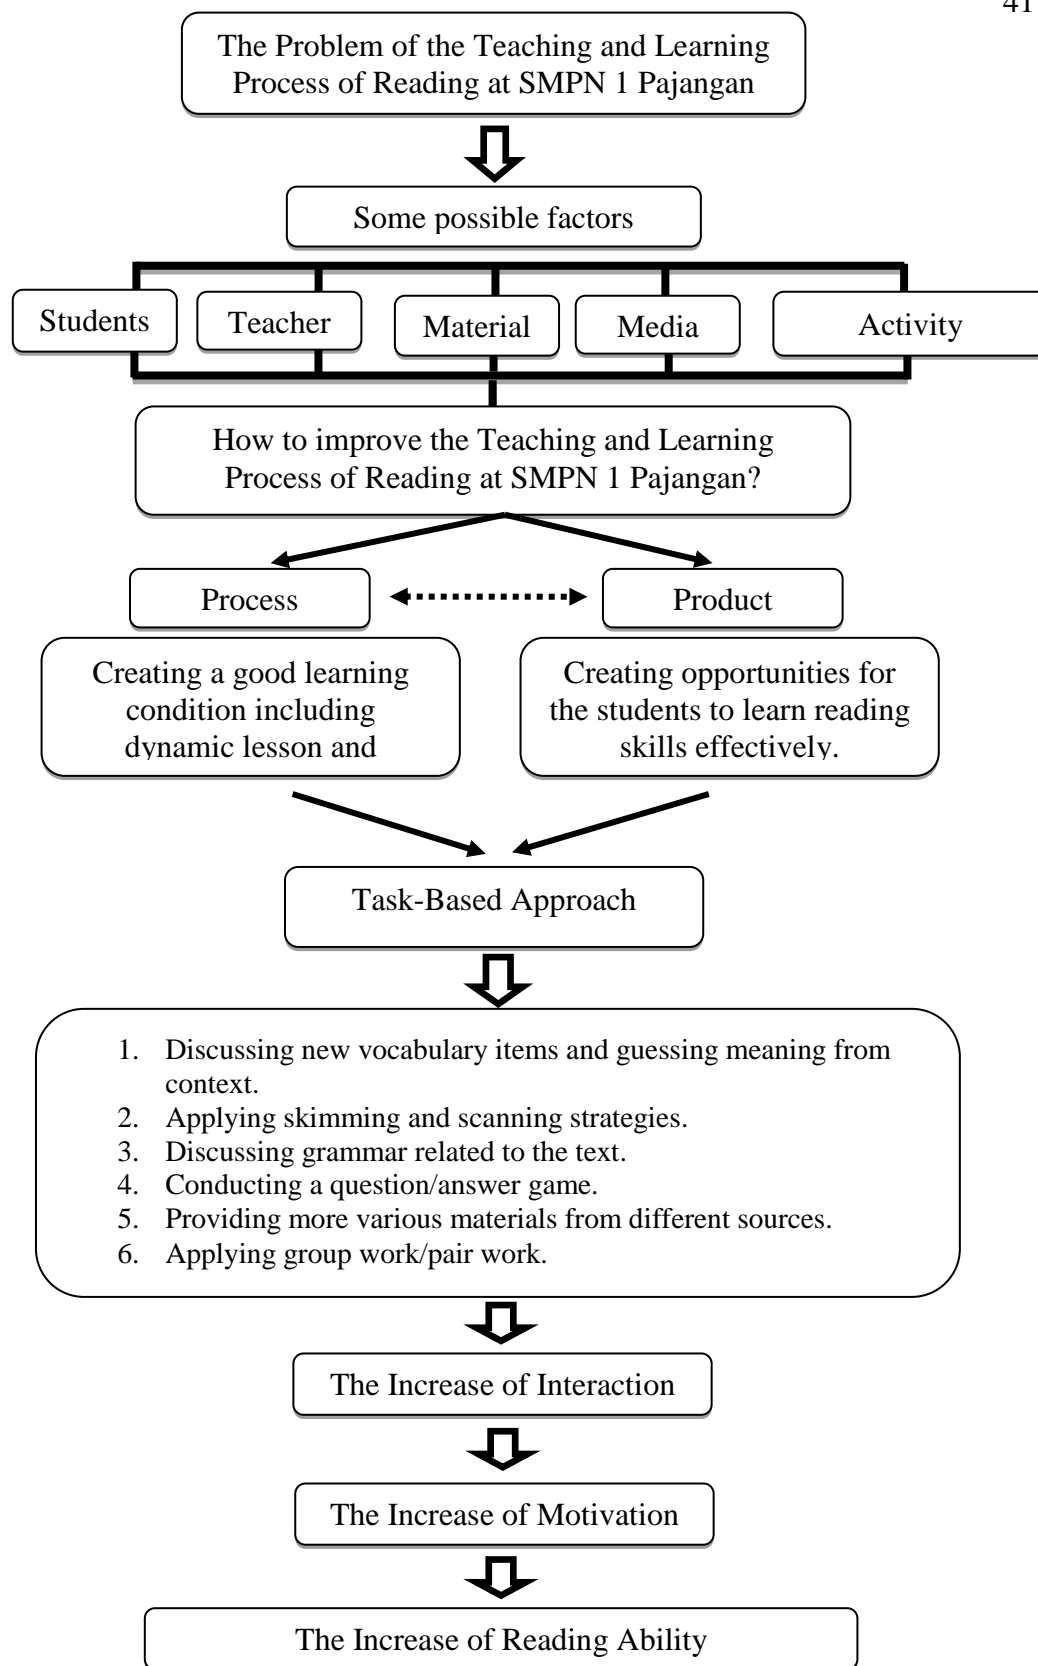 41
The Problem of the Teaching and Learning
Process of Reading at SMPN 1 Pajangan
Some possible factors
Students
Teacher
Material
Media
Activity
How to improve the Teaching and Learning
Process of Reading at SMPN 1 Pajangan?
Process
Product
Creating a good learning
condition including
dynamic lesson and
Creating opportunities for
the students to learn reading
skills effectively.
Task-Based Approach
1. Discussing new vocabulary items and guessing meaning from
context.
2. Applying skimming and scanning strategies.
3. Discussing grammar related to the text.
4. Conducting a question/answer game.
5. Providing more various materials from different sources.
6. Applying group work/pair work.
The Increase of Interaction
The Increase of Motivation
The Increase of Reading Ability